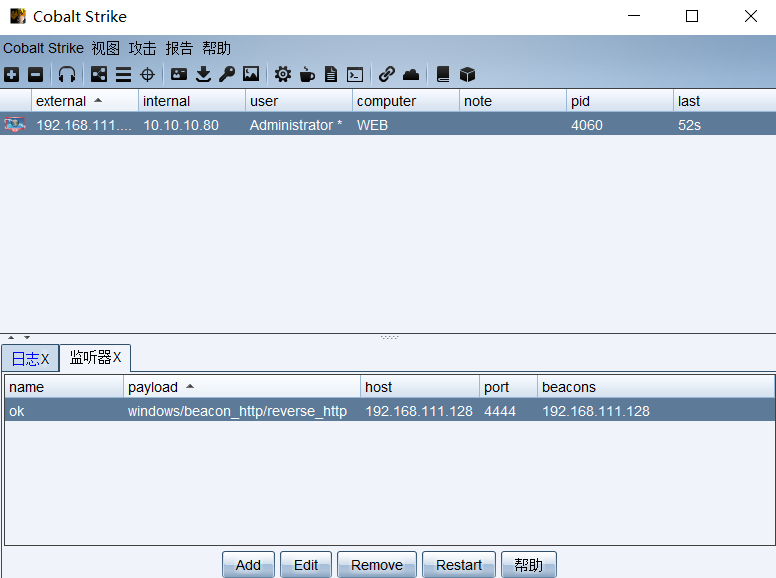 Cobalt Strike
Cobalt Strike 视图 攻击 报告 帮助
external internal user computer note pid last
192.168.111.... 10.10.10.80 Administrator * WEB 4060 52s
日志X 监听器X
name payload host port beacons
ok windows/beacon_http/reverse_http 192.168.111.128 4444 192.168.111.128
Add Edit Remove Restart 帮助